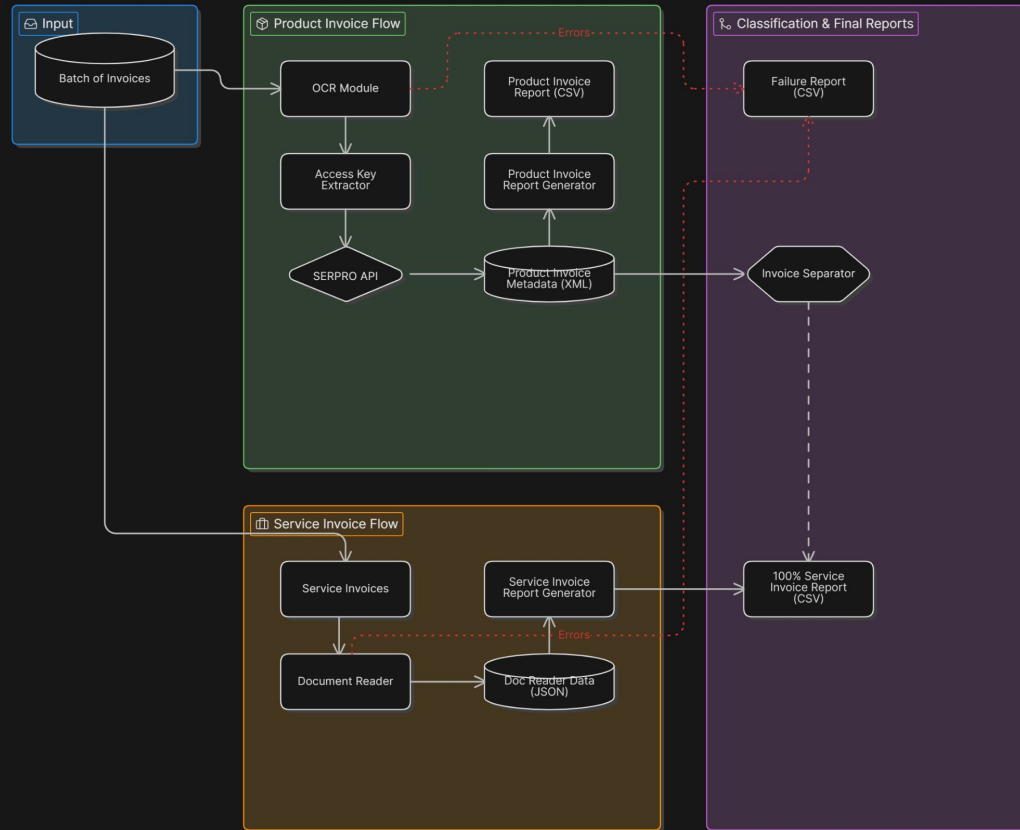 Input
Batch of Invoices
Product Invoice Flow
Errors
OCR Module
Product Invoice
Report (CSV)
Access Key
Extractor
Product Invoice
Report Generator
SERPRO API
Product Invoice
Metadata (XML)
Classification & Final Reports
Failure Report
(CSV)
Invoice Separator
Service Invoice Flow
Service Invoices
Service Invoice
Report Generator
100% Service
Invoice Report
(CSV)
Errors
Document Reader
Doc Reader Data
(JSON)